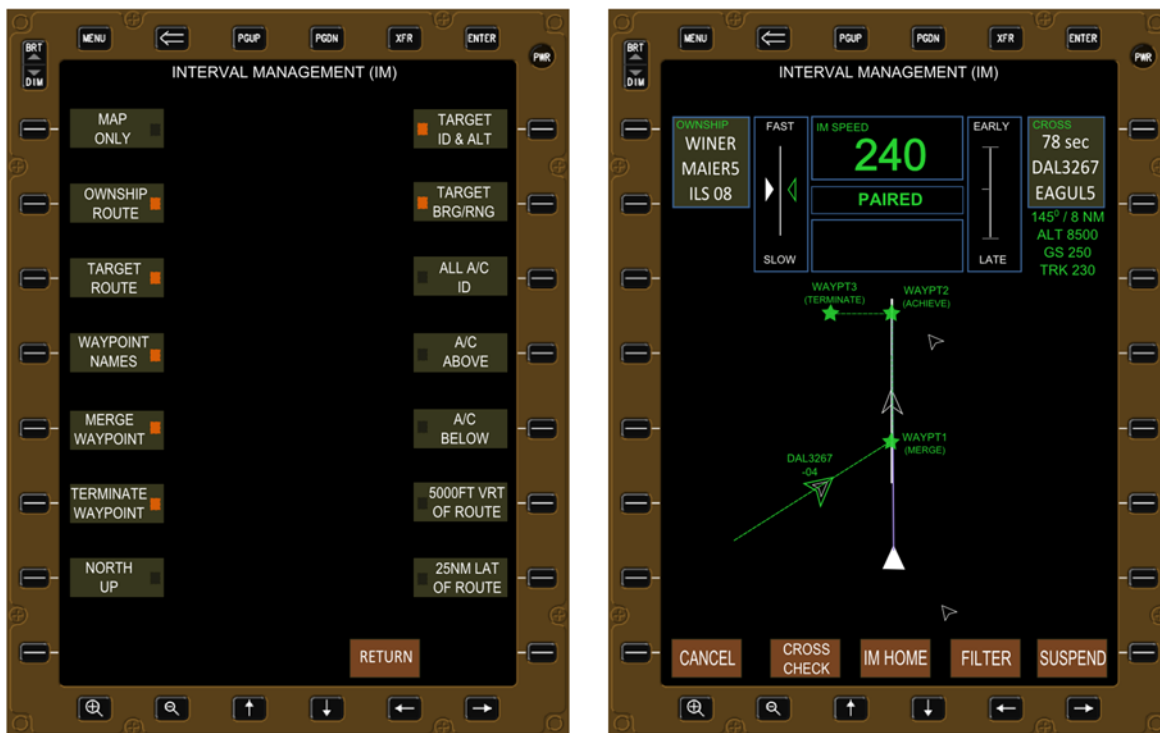 MENU
PGUP
PGDN
XFR
ENTER
BRT
DIM
PWR
INTERVAL MANAGEMENT (IM)
MAP
ONLY
TARGET
ID & ALT
OWNSHIP
ROUTE
TARGET
BRG/RNG
TARGET
ROUTE
ALL A/C
ID
WAYPOINT
NAMES
A/C
ABOVE
MERGE
WAYPOINT
A/C
BELOW
TERMINATE
WAYPOINT
5000FT VRT
OF ROUTE
NORTH
UP
25NM LAT
OF ROUTE
RETURN
MENU
PGUP
PGDN
XFR
ENTER
BRT
DIM
PWR
INTERVAL MANAGEMENT (IM)
OWNSHIP
WINER
MAIER5
ILS 08
FAST
SLOW
IM SPEED
240
PAIRED
EARLY
LATE
CROSS
78 sec
DAL3267
EAGUL5
145⁰ / 8 NM
ALT 8500
GS 250
TRK 230
WAYPT3
(TERMINATE)
WAYPT2
(ACHIEVE)
WAYPT1
(MERGE)
DAL3267
-04
CANCEL
CROSS
CHECK
IM HOME
FILTER
SUSPEND